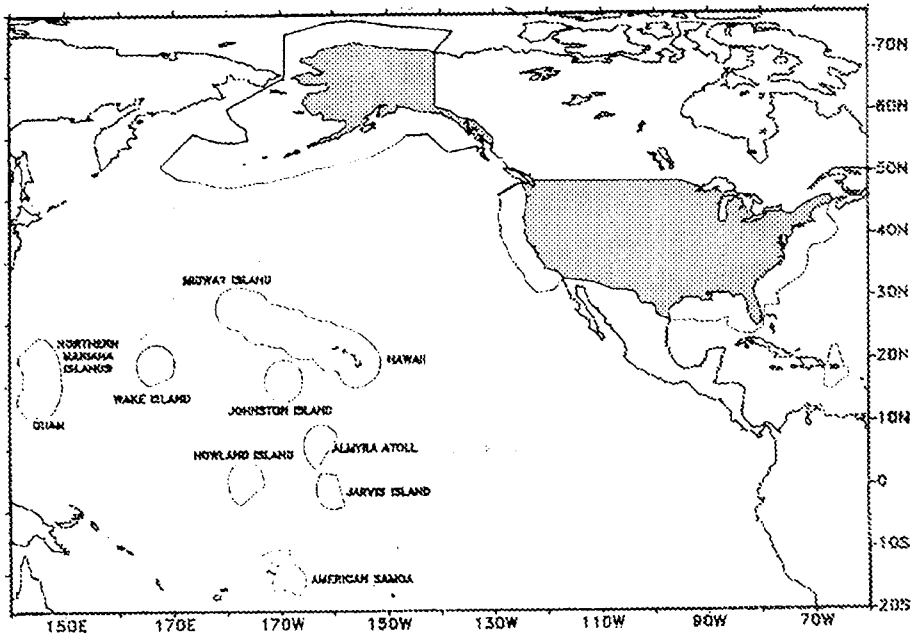 70N
60N
50N
40N
MIDWAY ISLAND
30N
NORTHERN
MARIANA
ISLANDS
HAWAII
20N
WAKE ISLAND
JOHNSTON ISLAND
GUAM
10N
ALMYRA ATOLL
HOWLAND ISLAND
JARVIS ISLAND
0
10S
AMERICAN SAMOA
20S
150E 170E 170W 150W 130W 110W 90W 70W